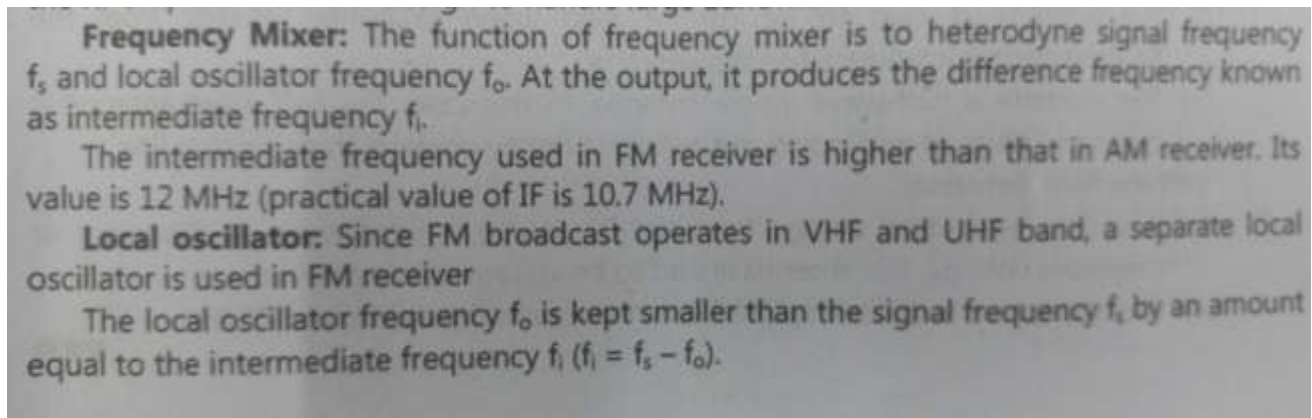 Frequency Mixer: The function of frequency mixer is to heterodyne signal frequency
fs and local oscillator frequency fo. At the output, it produces the difference frequency known
as intermediate frequency fi.
The intermediate frequency used in FM receiver is higher than that in AM receiver. Its
value is 12 MHz (practical value of IF is 10.7 MHz).
Local oscillator: Since FM broadcast operates in VHF and UHF band, a separate local
oscillator is used in FM receiver
The local oscillator frequency fo is kept smaller than the signal frequency fs by an amount
equal to the intermediate frequency fi (fi = fs – fo).